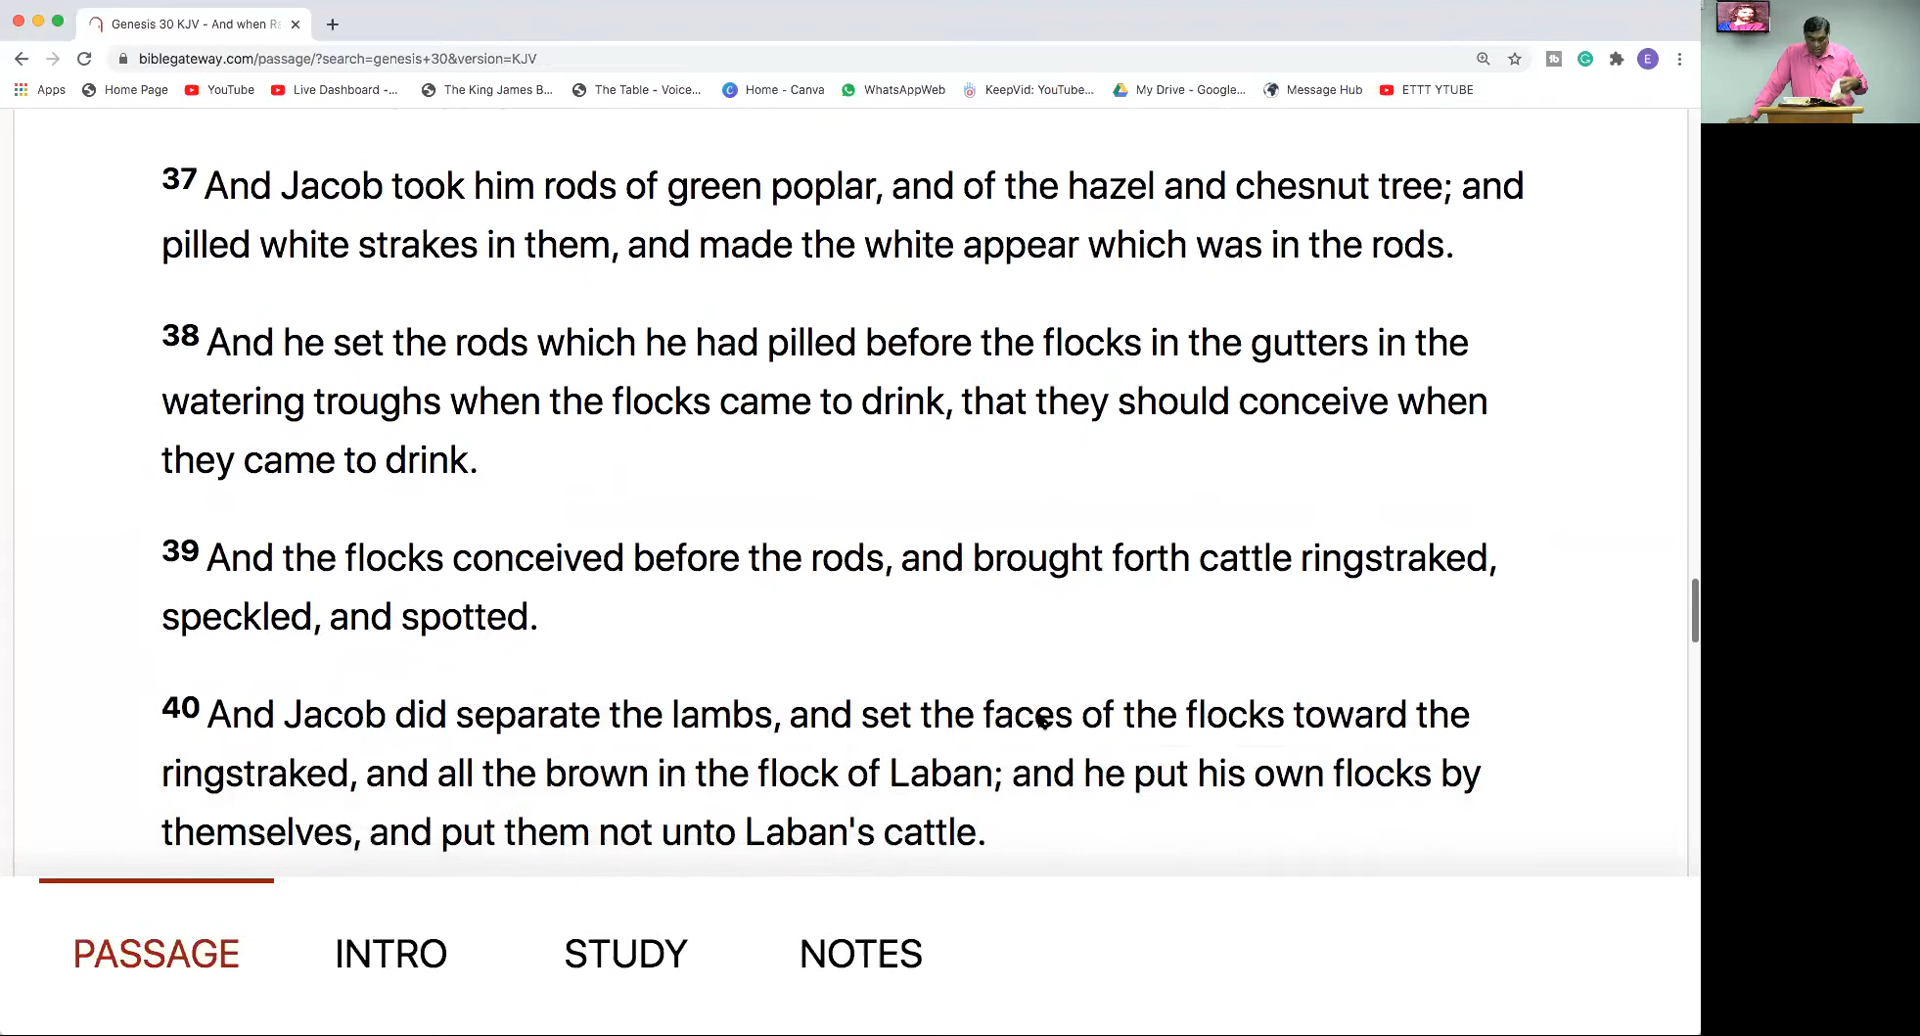 Genesis 30 KJV - And when Ra
biblegateway.com/passage/?search=genesis+30&version=KJV
E
Apps Home Page YouTube Live Dashboard -... The King James B... The Table - Voice... Home - Canva WhatsAppWeb KeepVid: YouTube... My Drive - Google... Message Hub ETTT YTUBE
37 And Jacob took him rods of green poplar, and of the hazel and chesnut tree; and
pilled white strakes in them, and made the white appear which was in the rods.
38 And he set the rods which he had pilled before the flocks in the gutters in the
watering troughs when the flocks came to drink, that they should conceive when
they came to drink.
39 And the flocks conceived before the rods, and brought forth cattle ringstraked,
speckled, and spotted.
40 And Jacob did separate the lambs, and set the faces of the flocks toward the
ringstraked, and all the brown in the flock of Laban; and he put his own flocks by
themselves, and put them not unto Laban's cattle.
PASSAGE INTRO STUDY NOTES